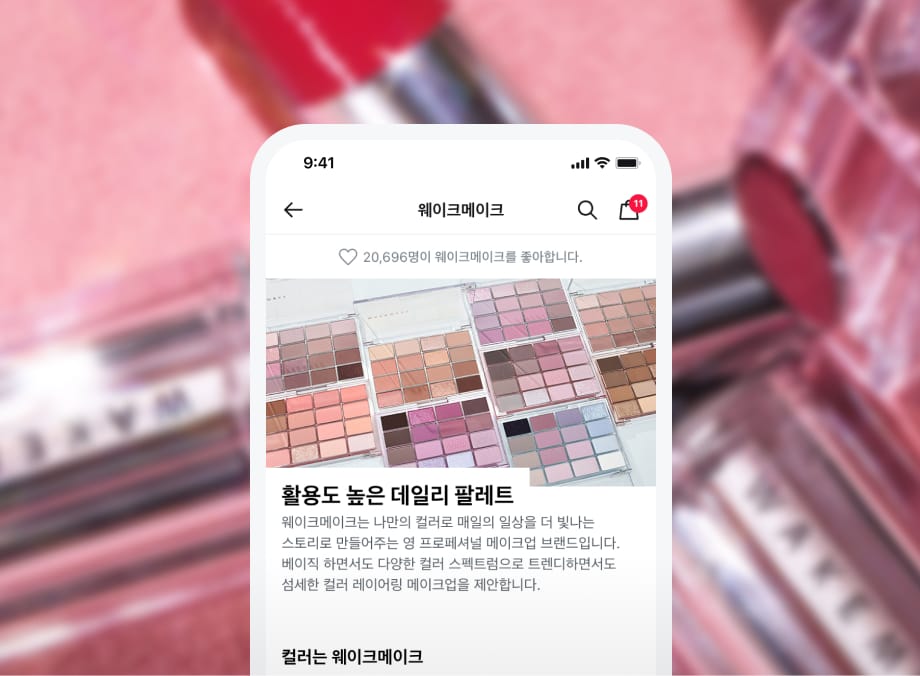 9:41
웨이크메이크
11
20,696명이 웨이크메이크를 좋아합니다.
활용도 높은 데일리 팔레트
웨이크메이크는 나만의 컬러로 매일의 일상을 더 빛나는
스토리로 만들어주는 영 프로페셔널 메이크업 브랜드입니다.
베이직 하면서도 다양한 컬러 스펙트럼으로 트렌디하면서도
섬세한 컬러 레이어링 메이크업을 제안합니다.
컬러는 웨이크메이크